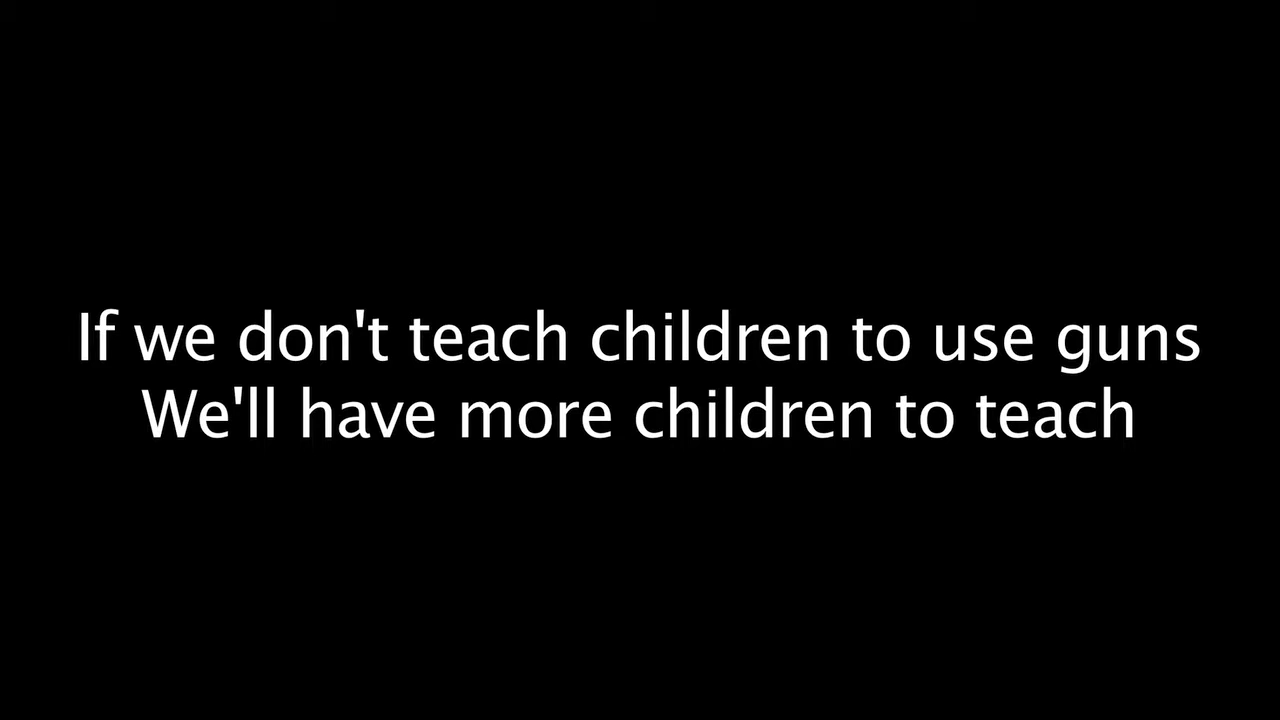 If we don't teach children to use guns
We'll have more children to teach